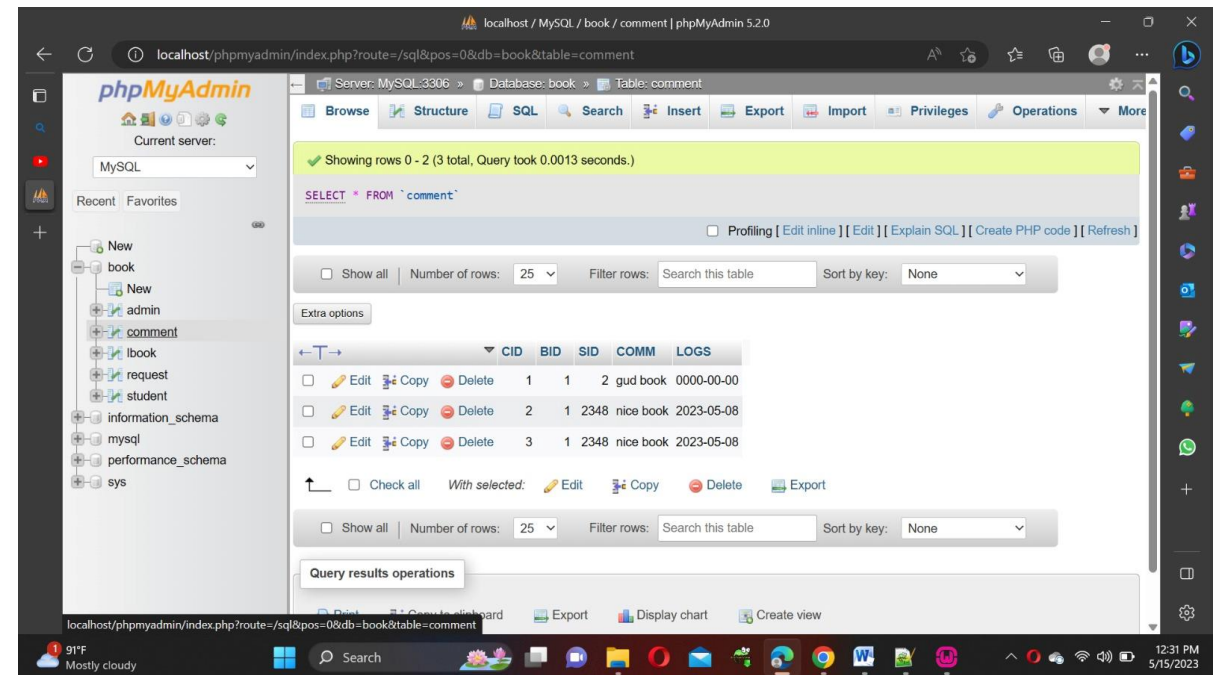 localhost / MySQL / book / comment | phpMyAdmin 5.2.0
localhost/phpmyadmin/index.php?route=/sql&pos=0&db=book&table=comment
phpMyAdmin
Current server:
MySQL
Recent Favorites
New
book
New
admin
comment
lbook
request
student
information_schema
mysql
performance_schema
sys
Server: MySQL:3306 » Database: book » Table: comment
Browse Structure SQL Search Insert Export Import Privileges Operations More
Showing rows 0 - 2 (3 total, Query took 0.0013 seconds.)
SELECT * FROM `comment`
Profiling [ Edit inline ] [ Edit ] [ Explain SQL ] [ Create PHP code ] [ Refresh ]
Show all | Number of rows: 25 Filter rows: Search this table Sort by key: None
Extra options
←T→ CID BID SID COMM LOGS
Edit Copy Delete 1 1 2 gud book 0000-00-00
Edit Copy Delete 2 1 2348 nice book 2023-05-08
Edit Copy Delete 3 1 2348 nice book 2023-05-08
Check all With selected: Edit Copy Delete Export
Show all | Number of rows: 25 Filter rows: Search this table Sort by key: None
Query results operations
Print Copy to clipboard Export Display chart Create view
localhost/phpmyadmin/index.php?route=/sql&pos=0&db=book&table=comment
1
91°F
Mostly cloudy
Search
12:31 PM
5/15/2023